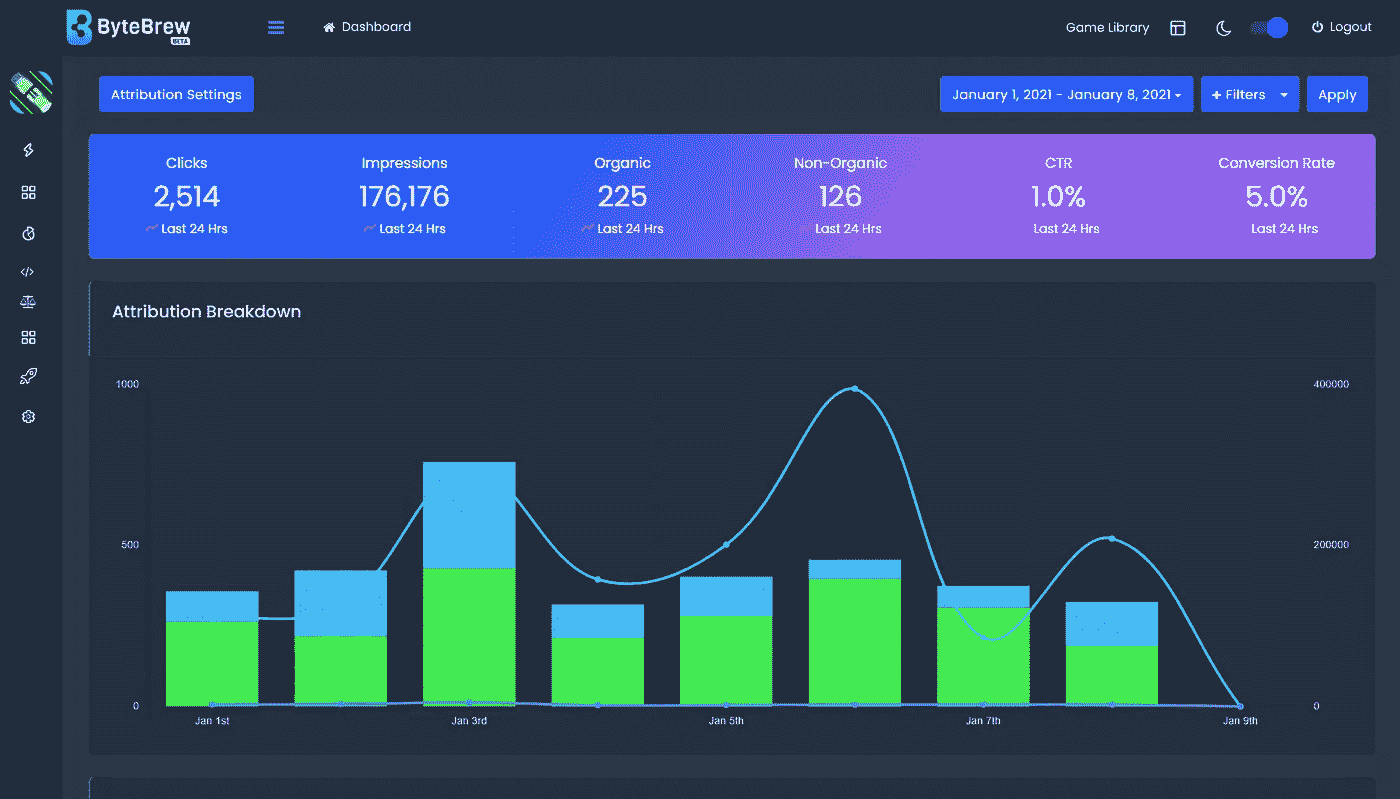 ByteBrew
BETA
Dashboard
Game Library
Logout
Attribution Settings
January 1, 2021 - January 8, 2021
+ Filters
Apply
Clicks
2,514
Last 24 Hrs
Impressions
176,176
Last 24 Hrs
Organic
225
Last 24 Hrs
Non-Organic
126
Last 24 Hrs
CTR
1.0%
Last 24 Hrs
Conversion Rate
5.0%
Last 24 Hrs
Attribution Breakdown
1000
400000
500
200000
0
0
Jan 1st
Jan 3rd
Jan 5th
Jan 7th
Jan 9th